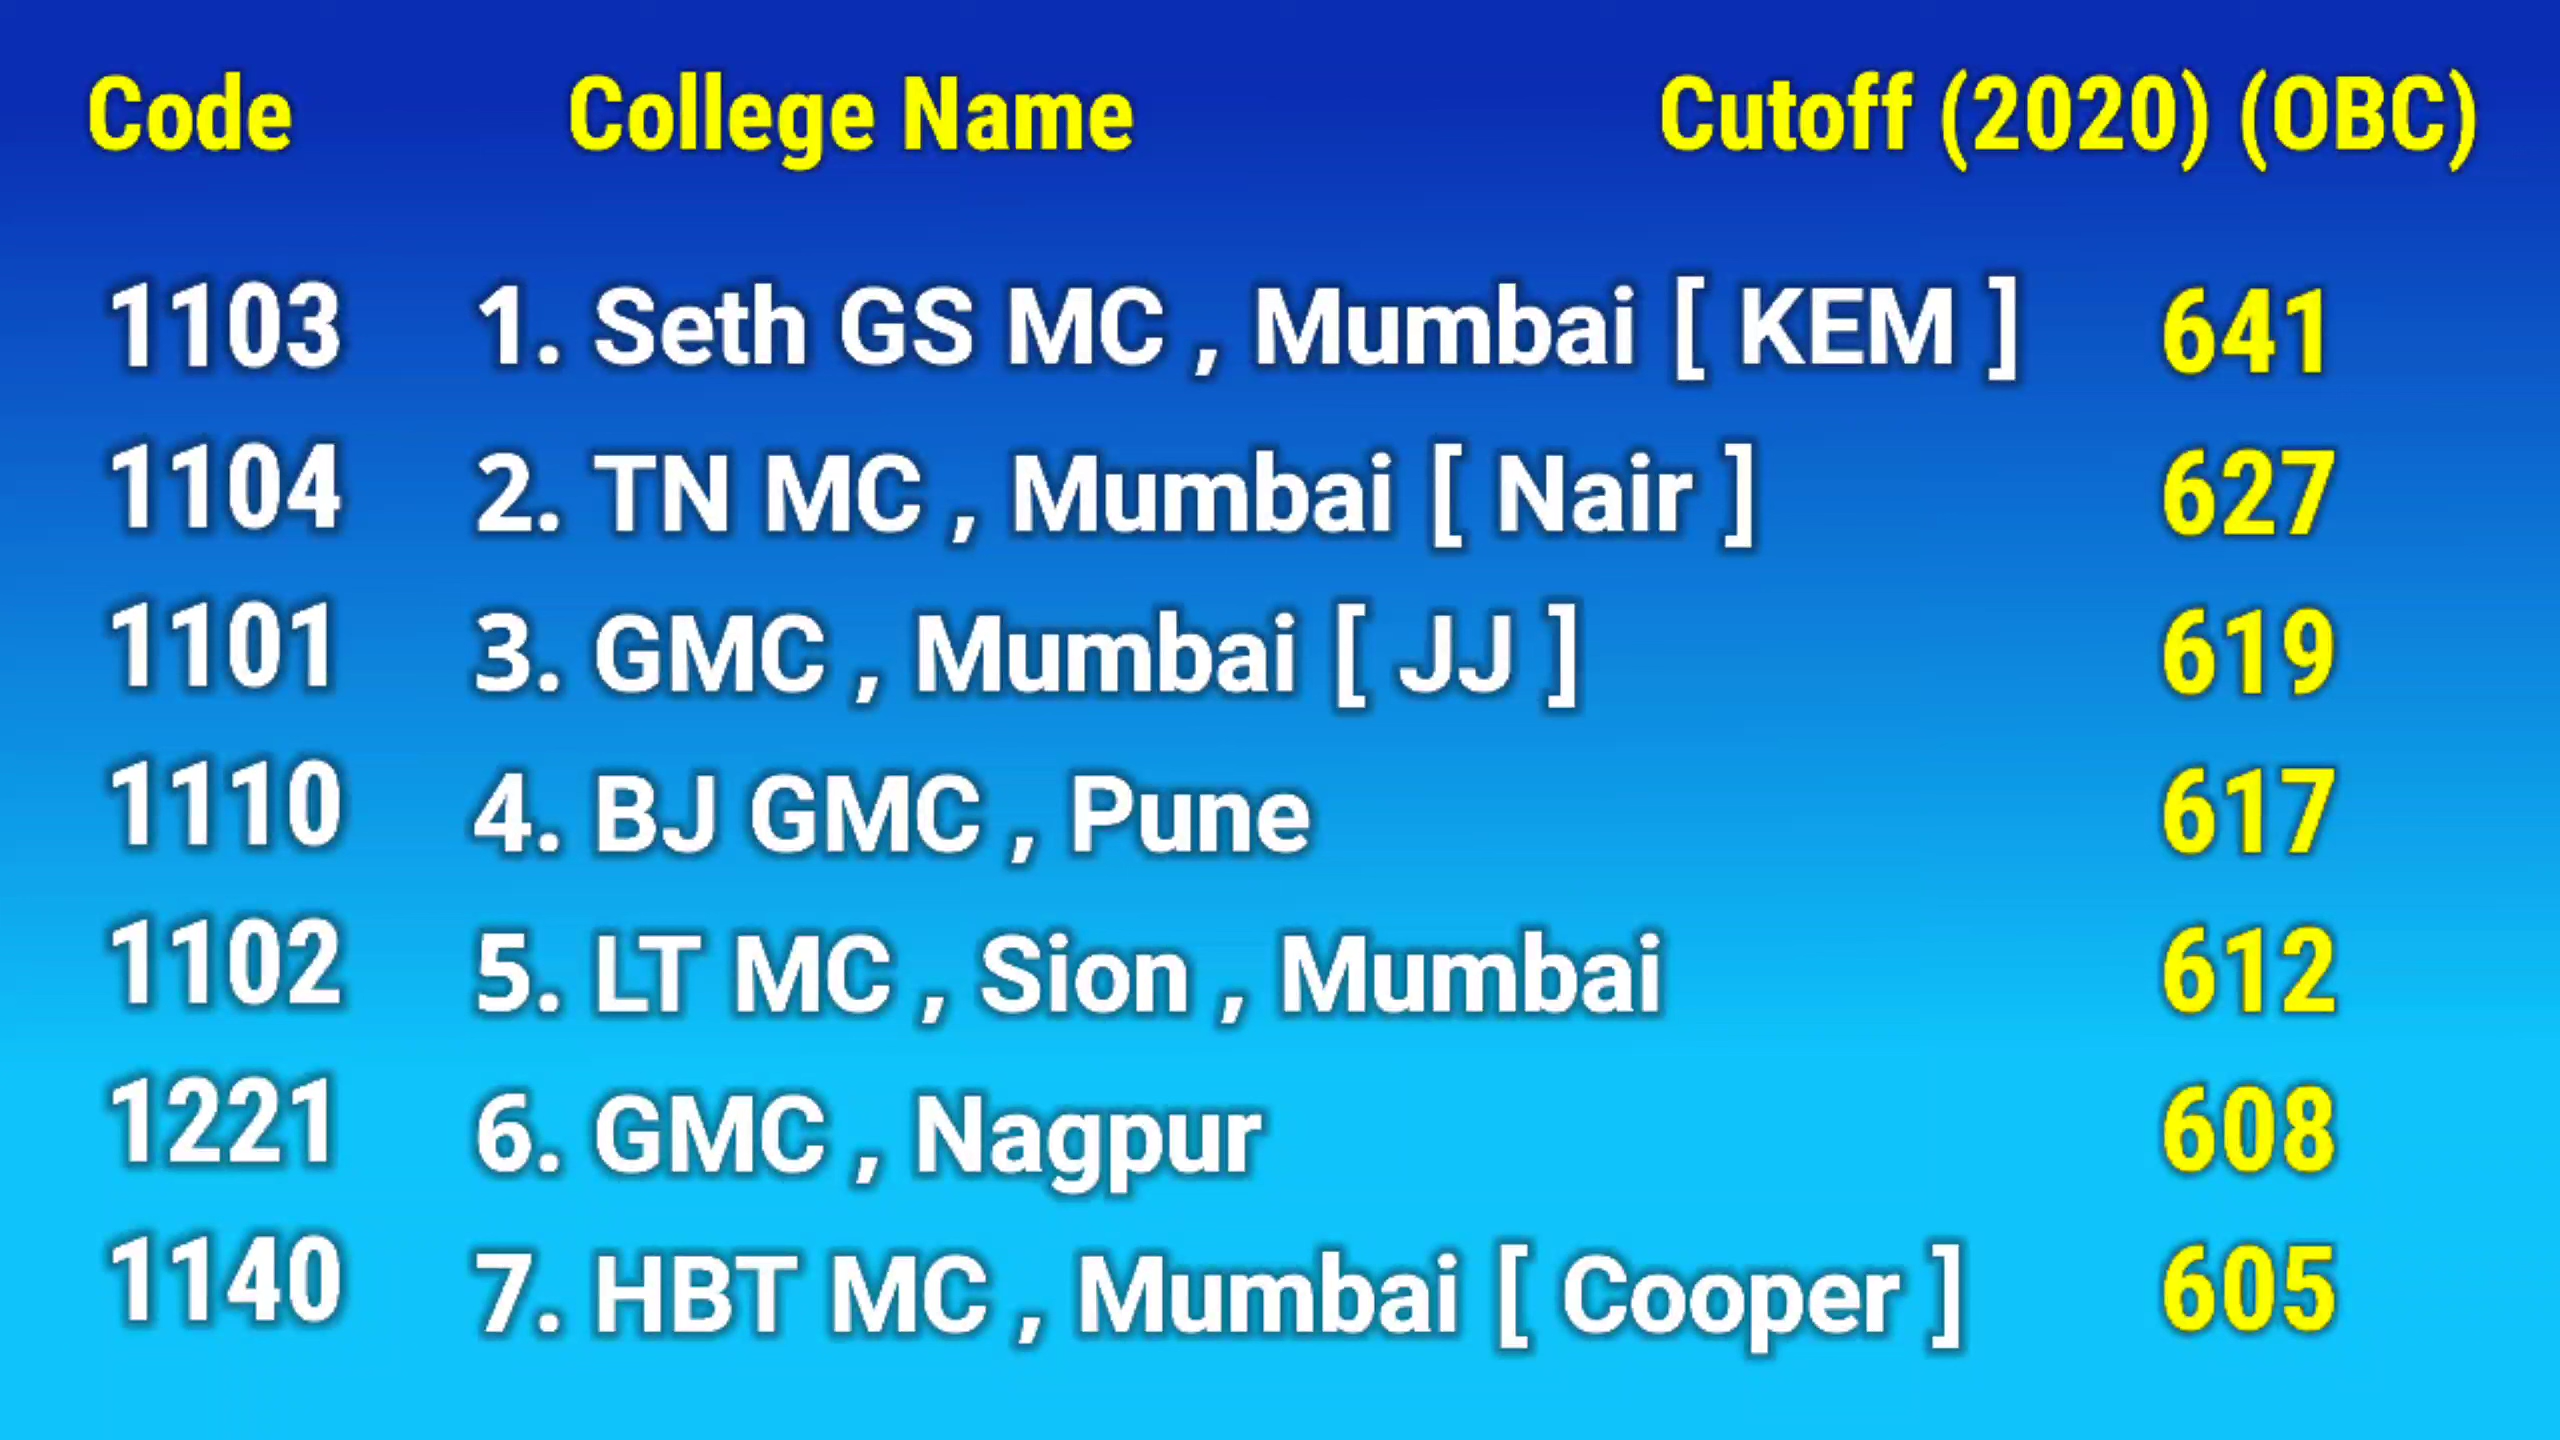 Code College Name Cutoff (2020) (OBC)
1103 1. Seth GS MC , Mumbai [ KEM ] 641
1104 2. TN MC , Mumbai [ Nair ] 627
1101 3. GMC , Mumbai [ JJ ] 619
1110 4. BJ GMC , Pune 617
1102 5. LT MC , Sion , Mumbai 612
1221 6. GMC , Nagpur 608
1140 7. HBT MC , Mumbai [ Cooper ] 605